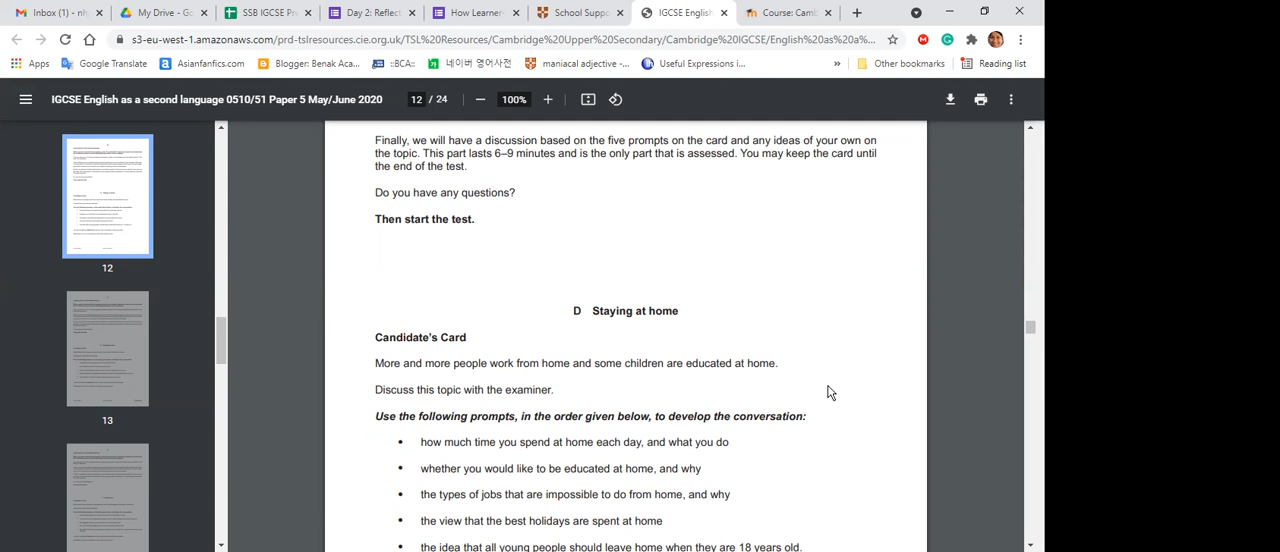 Inbox (1) - nh
My Drive - Go
SSB IGCSE Pr
Day 2: Reflect
How Learner
School Suppo
IGCSE English
Course: Camb
s3-eu-west-1.amazonaws.com/prd-tslresources.cie.org.uk/TSL%20Resources/Cambridge%20Upper%20Secondary/Cambridge%20IGCSE/English%20as%20a%...
Apps
Google Translate
Asianfanfics.com
Blogger: Benak Aca...
::BCA::
네이버 영어사전
maniacal adjective -...
Useful Expressions i...
»
Other bookmarks
Reading list
IGCSE English as a second language 0510/51 Paper 5 May/June 2020
12 / 24
100%
Finally, we will have a discussion based on the five prompts on the card and any ideas of your own on
the topic. This part lasts 6–9 minutes and is the only part that is assessed. You may keep the card until
the end of the test.
Do you have any questions?
Then start the test.
D Staying at home
Candidate's Card
More and more people work from home and some children are educated at home.
Discuss this topic with the examiner.
Use the following prompts, in the order given below, to develop the conversation:
• how much time you spend at home each day, and what you do
• whether you would like to be educated at home, and why
• the types of jobs that are impossible to do from home, and why
• the view that the best holidays are spent at home
• the idea that all young people should leave home when they are 18 years old.
12
13